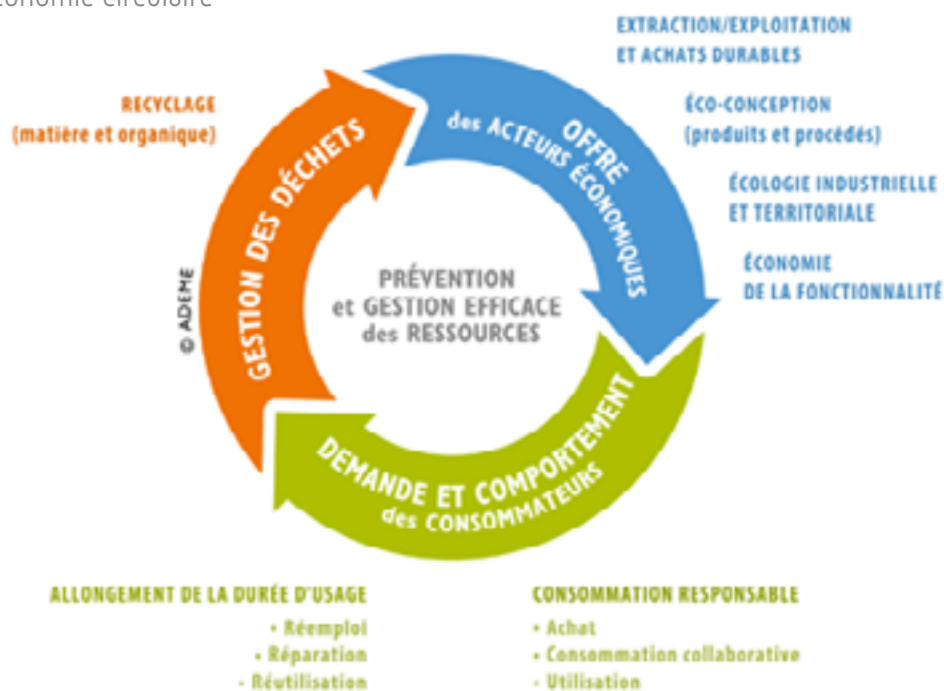 économie circulaire
EXTRACTION/EXPLOITATION
ET ACHATS DURABLES
RECYCLAGE
(matière et organique)
ÉCO-CONCEPTION
(produits et procédés)
ÉCOLOGIE INDUSTRIELLE
ET TERRITORIALE
ÉCONOMIE
DE LA FONCTIONNALITÉ
OFFRE
des ACTEURS ÉCONOMIQUES
GESTION DES DÉCHETS
© ADEME
PRÉVENTION
et GESTION EFFICACE
des RESSOURCES
DEMANDE ET COMPORTEMENT
des CONSOMMATEURS
ALLONGEMENT DE LA DURÉE D'USAGE
• Réemploi
• Réparation
- Réutilisation
CONSOMMATION RESPONSABLE
• Achat
• Consommation collaborative
- Utilisation